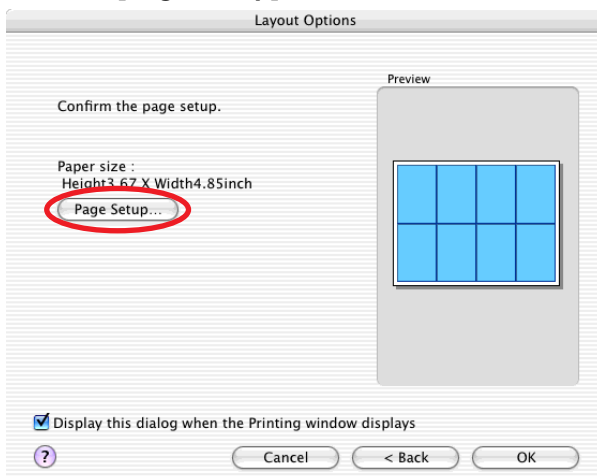 Layout Options
Preview
Confirm the page setup.
Paper size :
Height3.67 X Width4.85inch
Page Setup...
Display this dialog when the Printing window displays
?
Cancel
< Back
OK